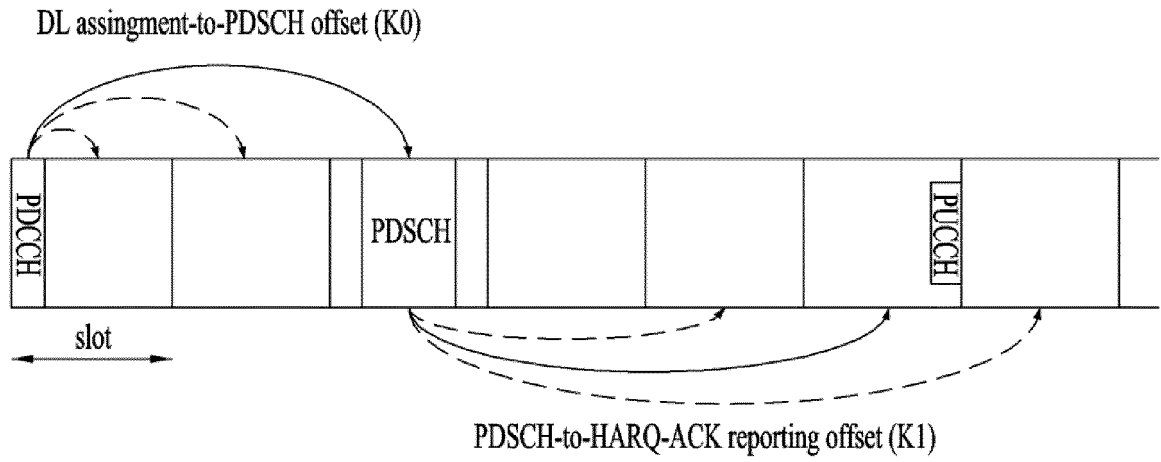 DL assingment-to-PDSCH offset (K0)
PDCCH
PDSCH
PUCCH
slot
PDSCH-to-HARQ-ACK reporting offset (K1)